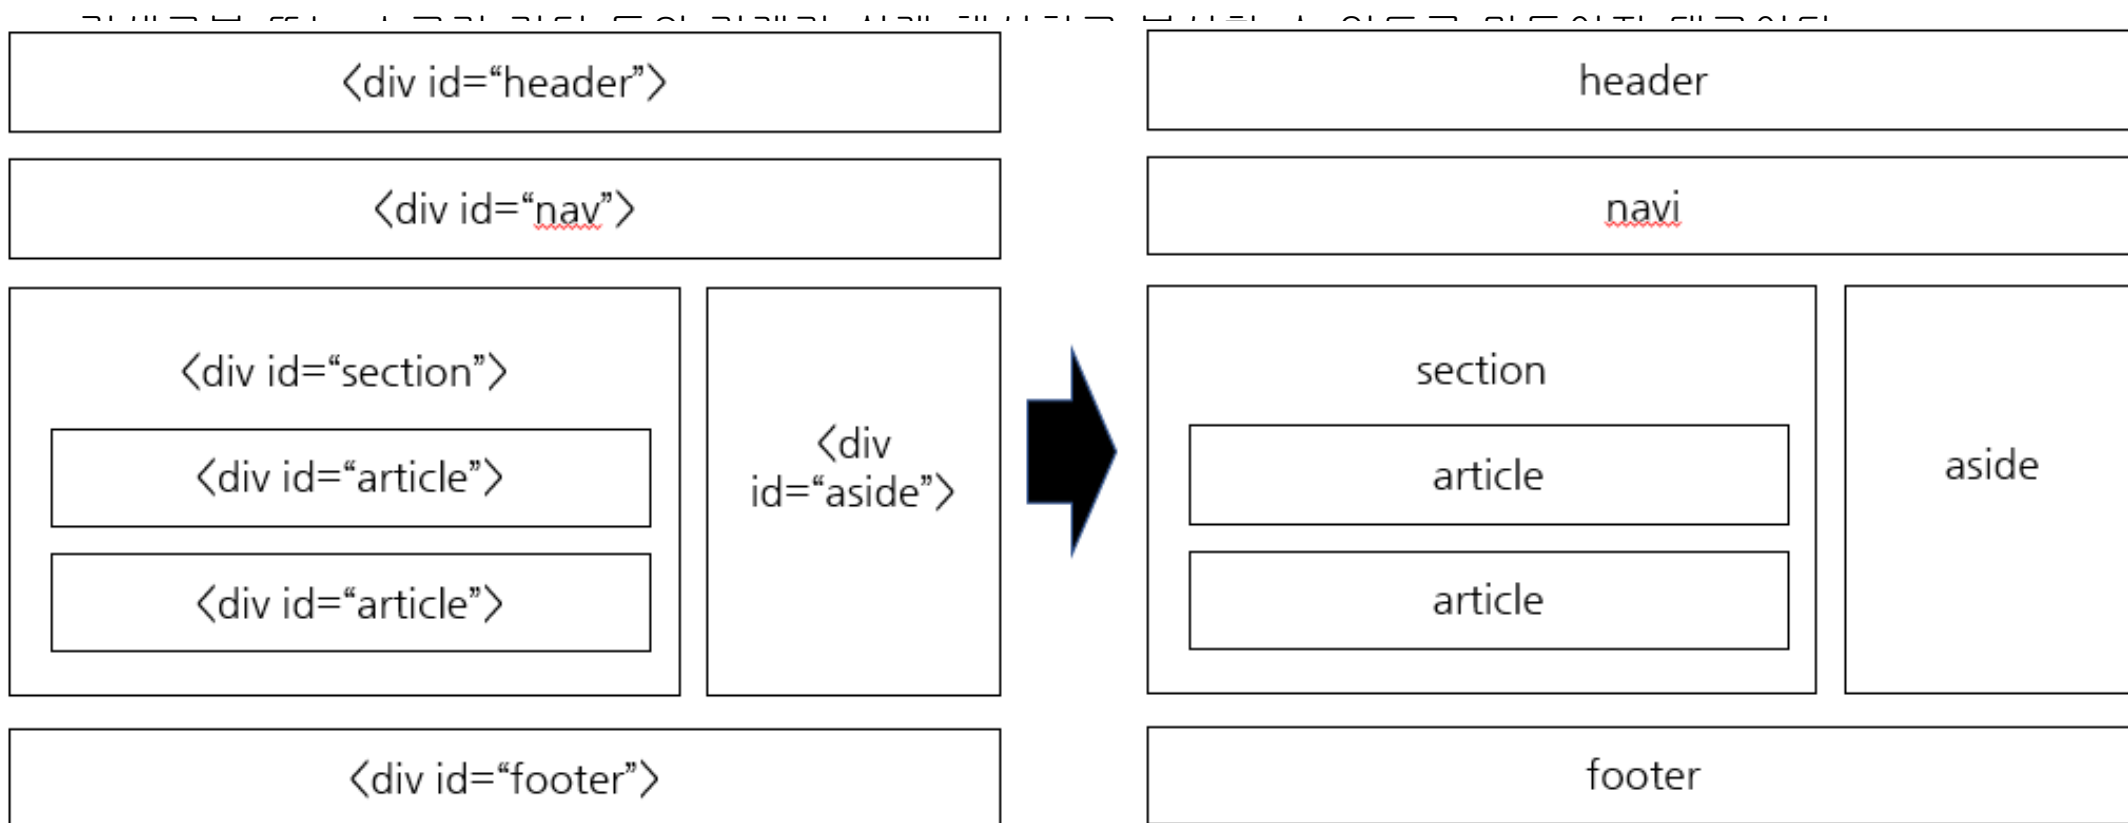 <div id=“header”>
<div id=“nav”>
<div id=“section”>
<div id=“article”>
<div id=“article”>
<div
id=“aside”>
<div id=“footer”>
header
navi
section
article
article
aside
footer